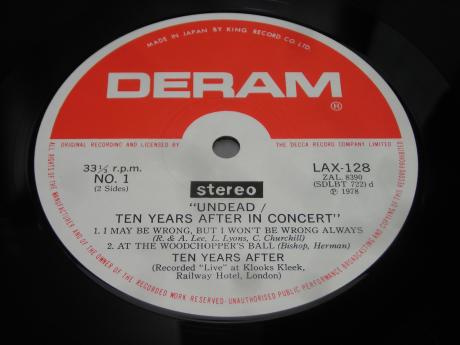 MADE IN JAPAN BY KING RECORD CO. LTD.
DERAM
®
ORIGINAL RECORDING AND LICENSED BY THE DECCA RECORD COMPANY LIMITED
33⅓ r.p.m.
NO. 1
(2 Sides)
stereo
LAX-128
ZAL. 8390
(SDLBT 722) d
℗ 1978
"UNDEAD /
TEN YEARS AFTER IN CONCERT"
1. I MAY BE WRONG, BUT I WON'T BE WRONG ALWAYS
(R. & A. Lee, L. Lyons, C. Churchill)
2. AT THE WOODCHOPPER'S BALL (Bishop, Herman)
TEN YEARS AFTER
(Recorded "Live" at Klooks Kleek,
Railway Hotel, London)
ALL RIGHTS OF THE MANUFACTURER AND OF THE OWNER OF THE RECORDED WORK RESERVED-UNAUTHORISED PUBLIC PERFORMANCE, BROADCASTING AND COPYING OF THIS RECORD PROHIBITED